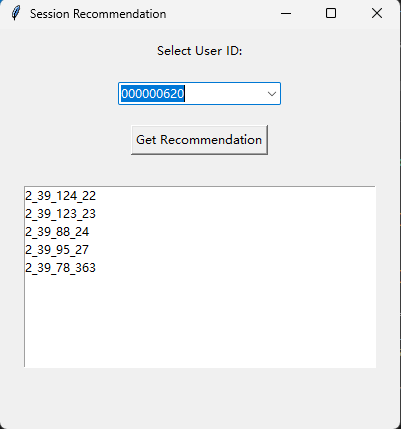 Session Recommendation
Select User ID:
000000620
Get Recommendation
2_39_124_22
2_39_123_23
2_39_88_24
2_39_95_27
2_39_78_363